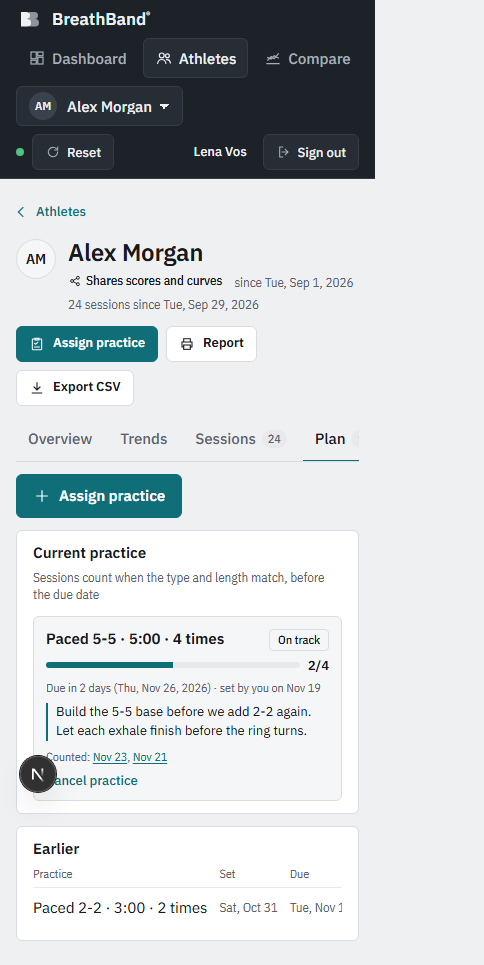 BreathBand®
Dashboard Athletes Compare
AM Alex Morgan
Reset Lena Vos Sign out
Athletes
AM Alex Morgan
Shares scores and curves since Tue, Sep 1, 2026
24 sessions since Tue, Sep 29, 2026
Assign practice Report
Export CSV
Overview Trends Sessions 24 Plan
Assign practice
Current practice
Sessions count when the type and length match, before
the due date
Paced 5-5 · 5:00 · 4 times On track
2/4
Due in 2 days (Thu, Nov 26, 2026) · set by you on Nov 19
Build the 5-5 base before we add 2-2 again.
Let each exhale finish before the ring turns.
Counted: Nov 23, Nov 21
N ancel practice
Earlier
Practice Set Due
Paced 2-2 · 3:00 · 2 times Sat, Oct 31 Tue, Nov